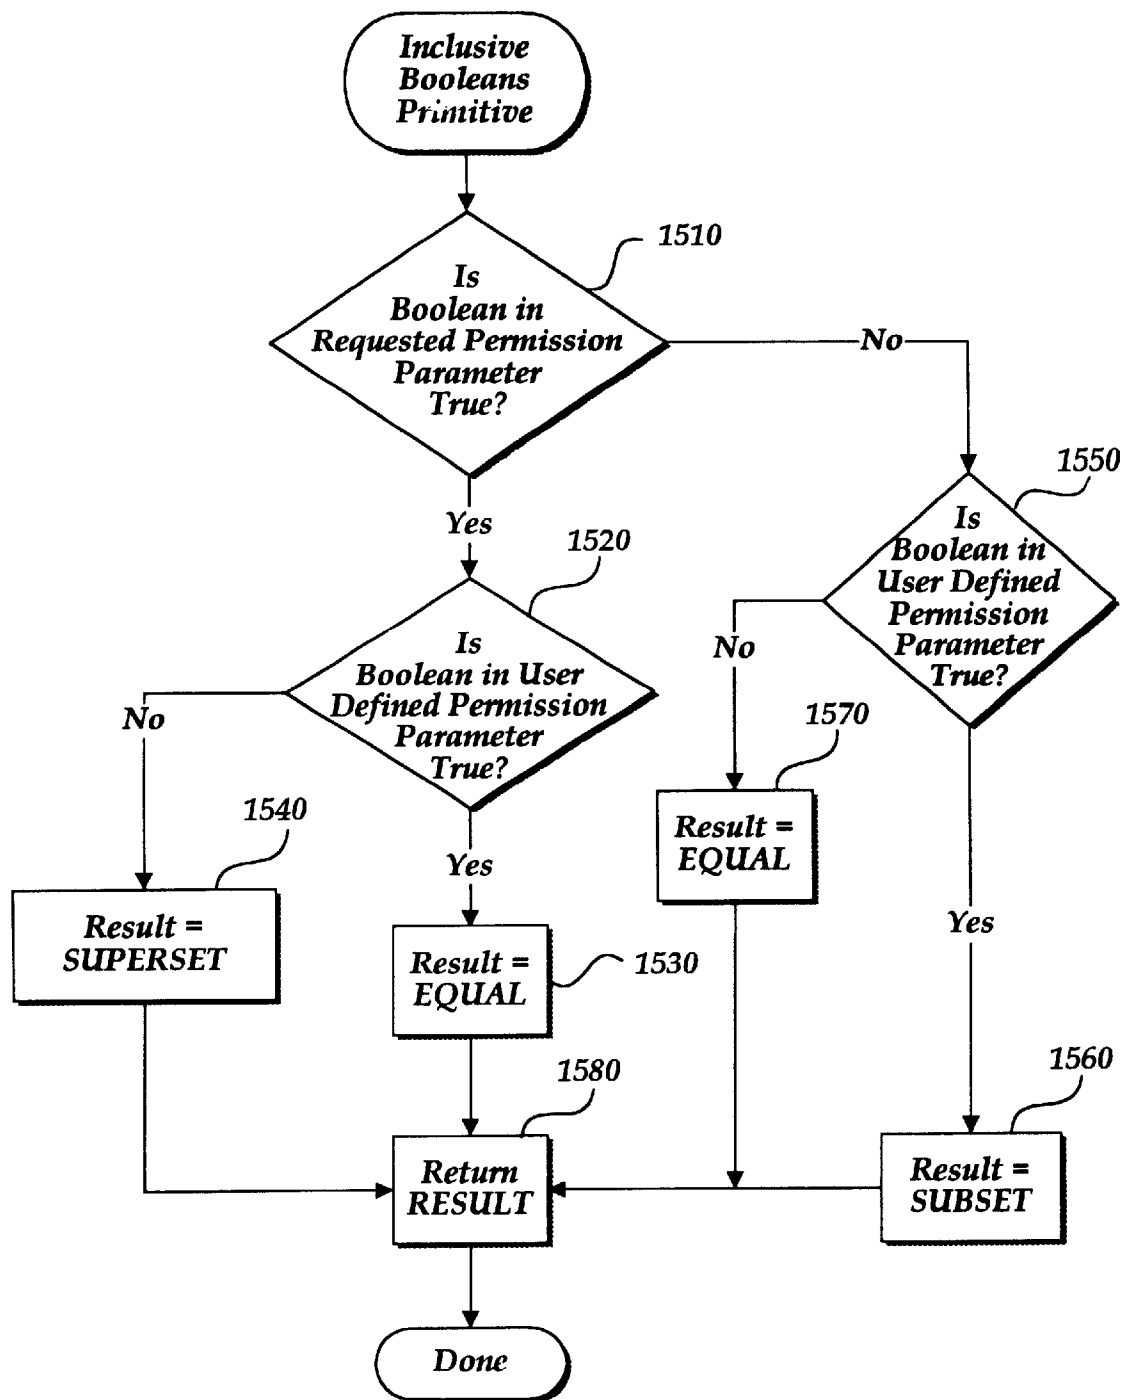 Inclusive
Booleans
Primitive
1510
Is
Boolean in
Requested Permission
Parameter
True?
No
Yes
1550
Is
Boolean in
User Defined
Permission
Parameter
True?
1520
Is
Boolean in User
Defined Permission
Parameter
True?
No
No
1570
Result =
EQUAL
1540
Result =
SUPERSET
Yes
Yes
Result =
EQUAL
1530
1580
1560
Return
RESULT
Result =
SUBSET
Done